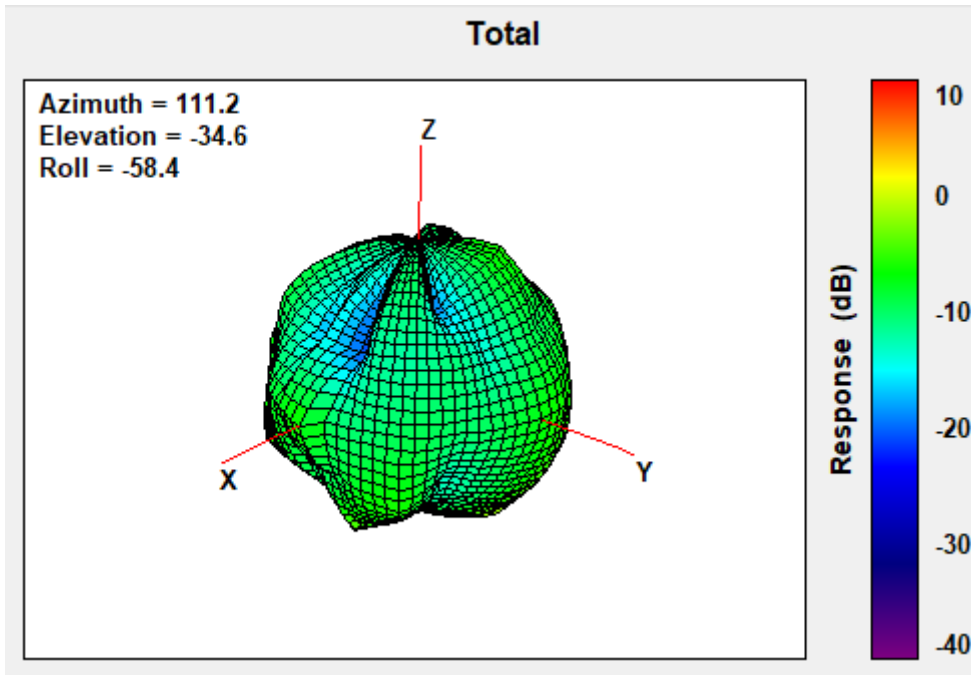 Total
Azimuth = 111.2
Elevation = -34.6
Roll = -58.4
Z
X
Y
10
0
-10
-20
-30
-40
Response (dB)